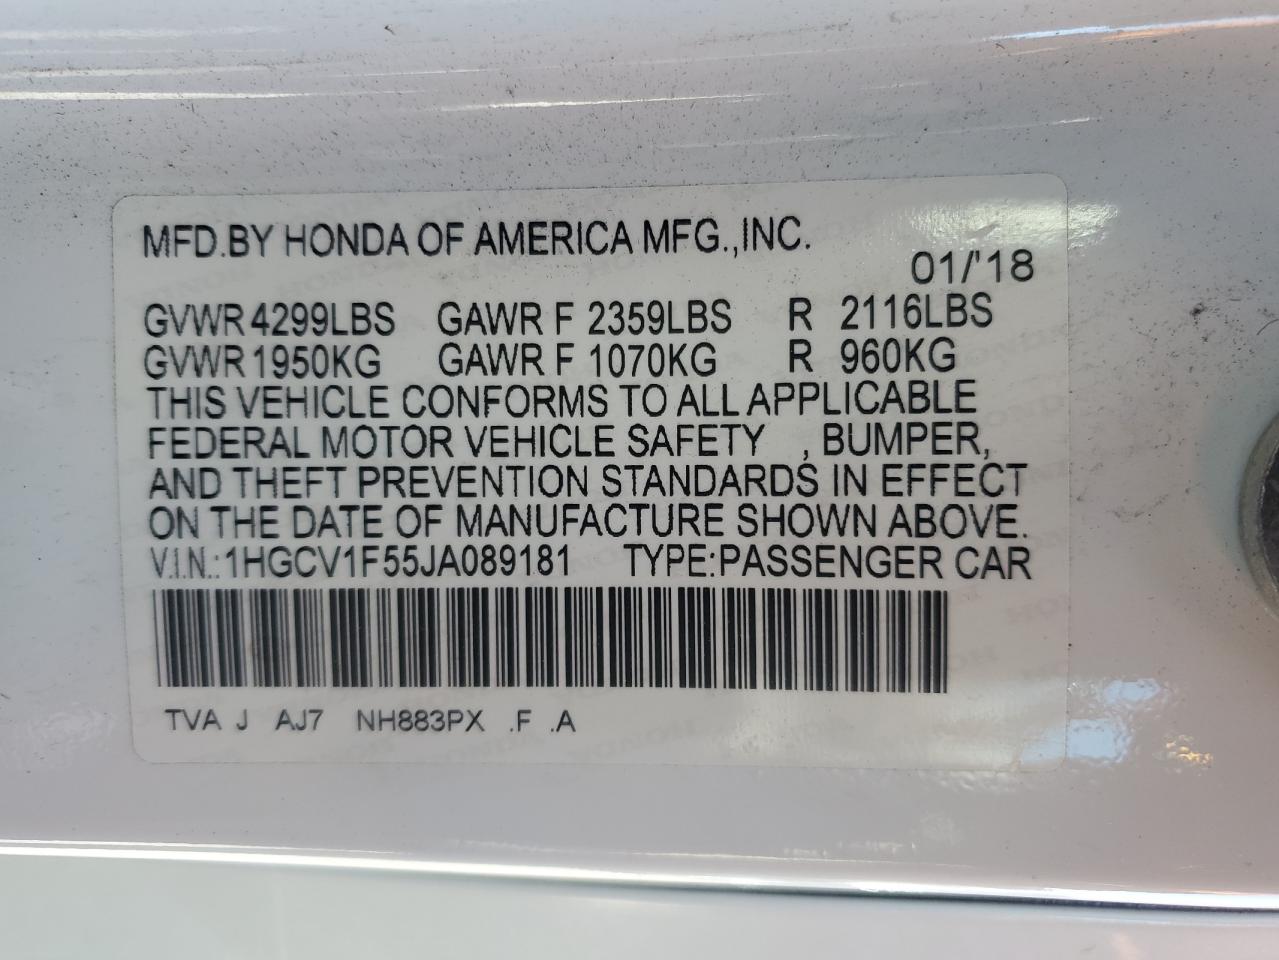 MFD.BY HONDA OF AMERICA MFG.,INC.
01/'18
GVWR 4299LBS GAWR F 2359LBS R 2116LBS
GVWR 1950KG GAWR F 1070KG R 960KG
THIS VEHICLE CONFORMS TO ALL APPLICABLE
FEDERAL MOTOR VEHICLE SAFETY , BUMPER,
AND THEFT PREVENTION STANDARDS IN EFFECT
ON THE DATE OF MANUFACTURE SHOWN ABOVE.
V.I.N.:1HGCV1F55JA089181 TYPE:PASSENGER CAR
TVA J AJ7 NH883PX .F .A